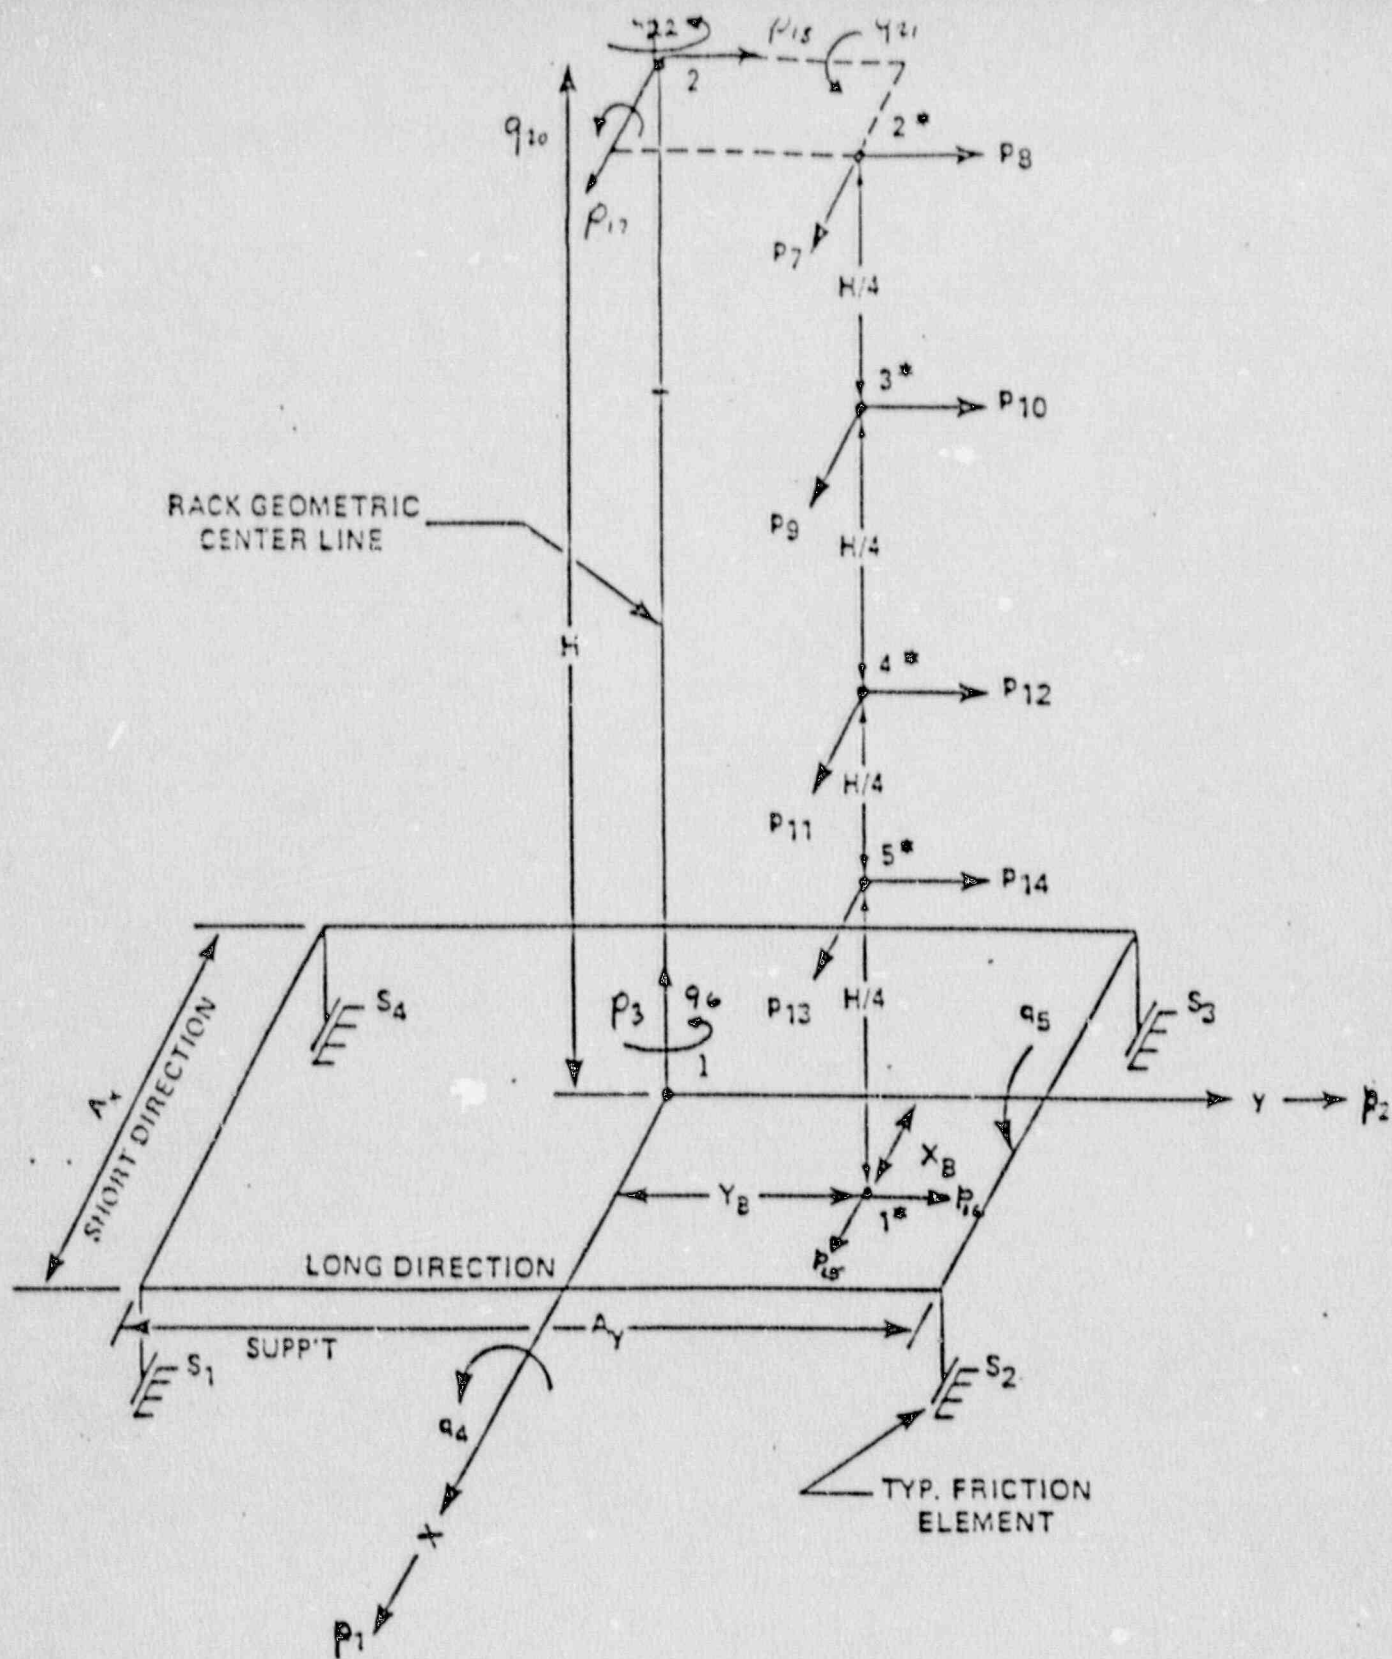 2
p18
q21
2*
q20
p8
p17
p7
H/4
3*
p10
RACK GEOMETRIC
CENTER LINE
p9
H/4
H
4*
p12
H/4
p11
5*
p14
S4
p3
q6
p13
H/4
q5
S3
1
Ax
SHORT DIRECTION
Y
p2
XB
YB
1*
p16
p15
LONG DIRECTION
AY
SUPP'T
S1
S2
q4
TYP. FRICTION
ELEMENT
X
p1